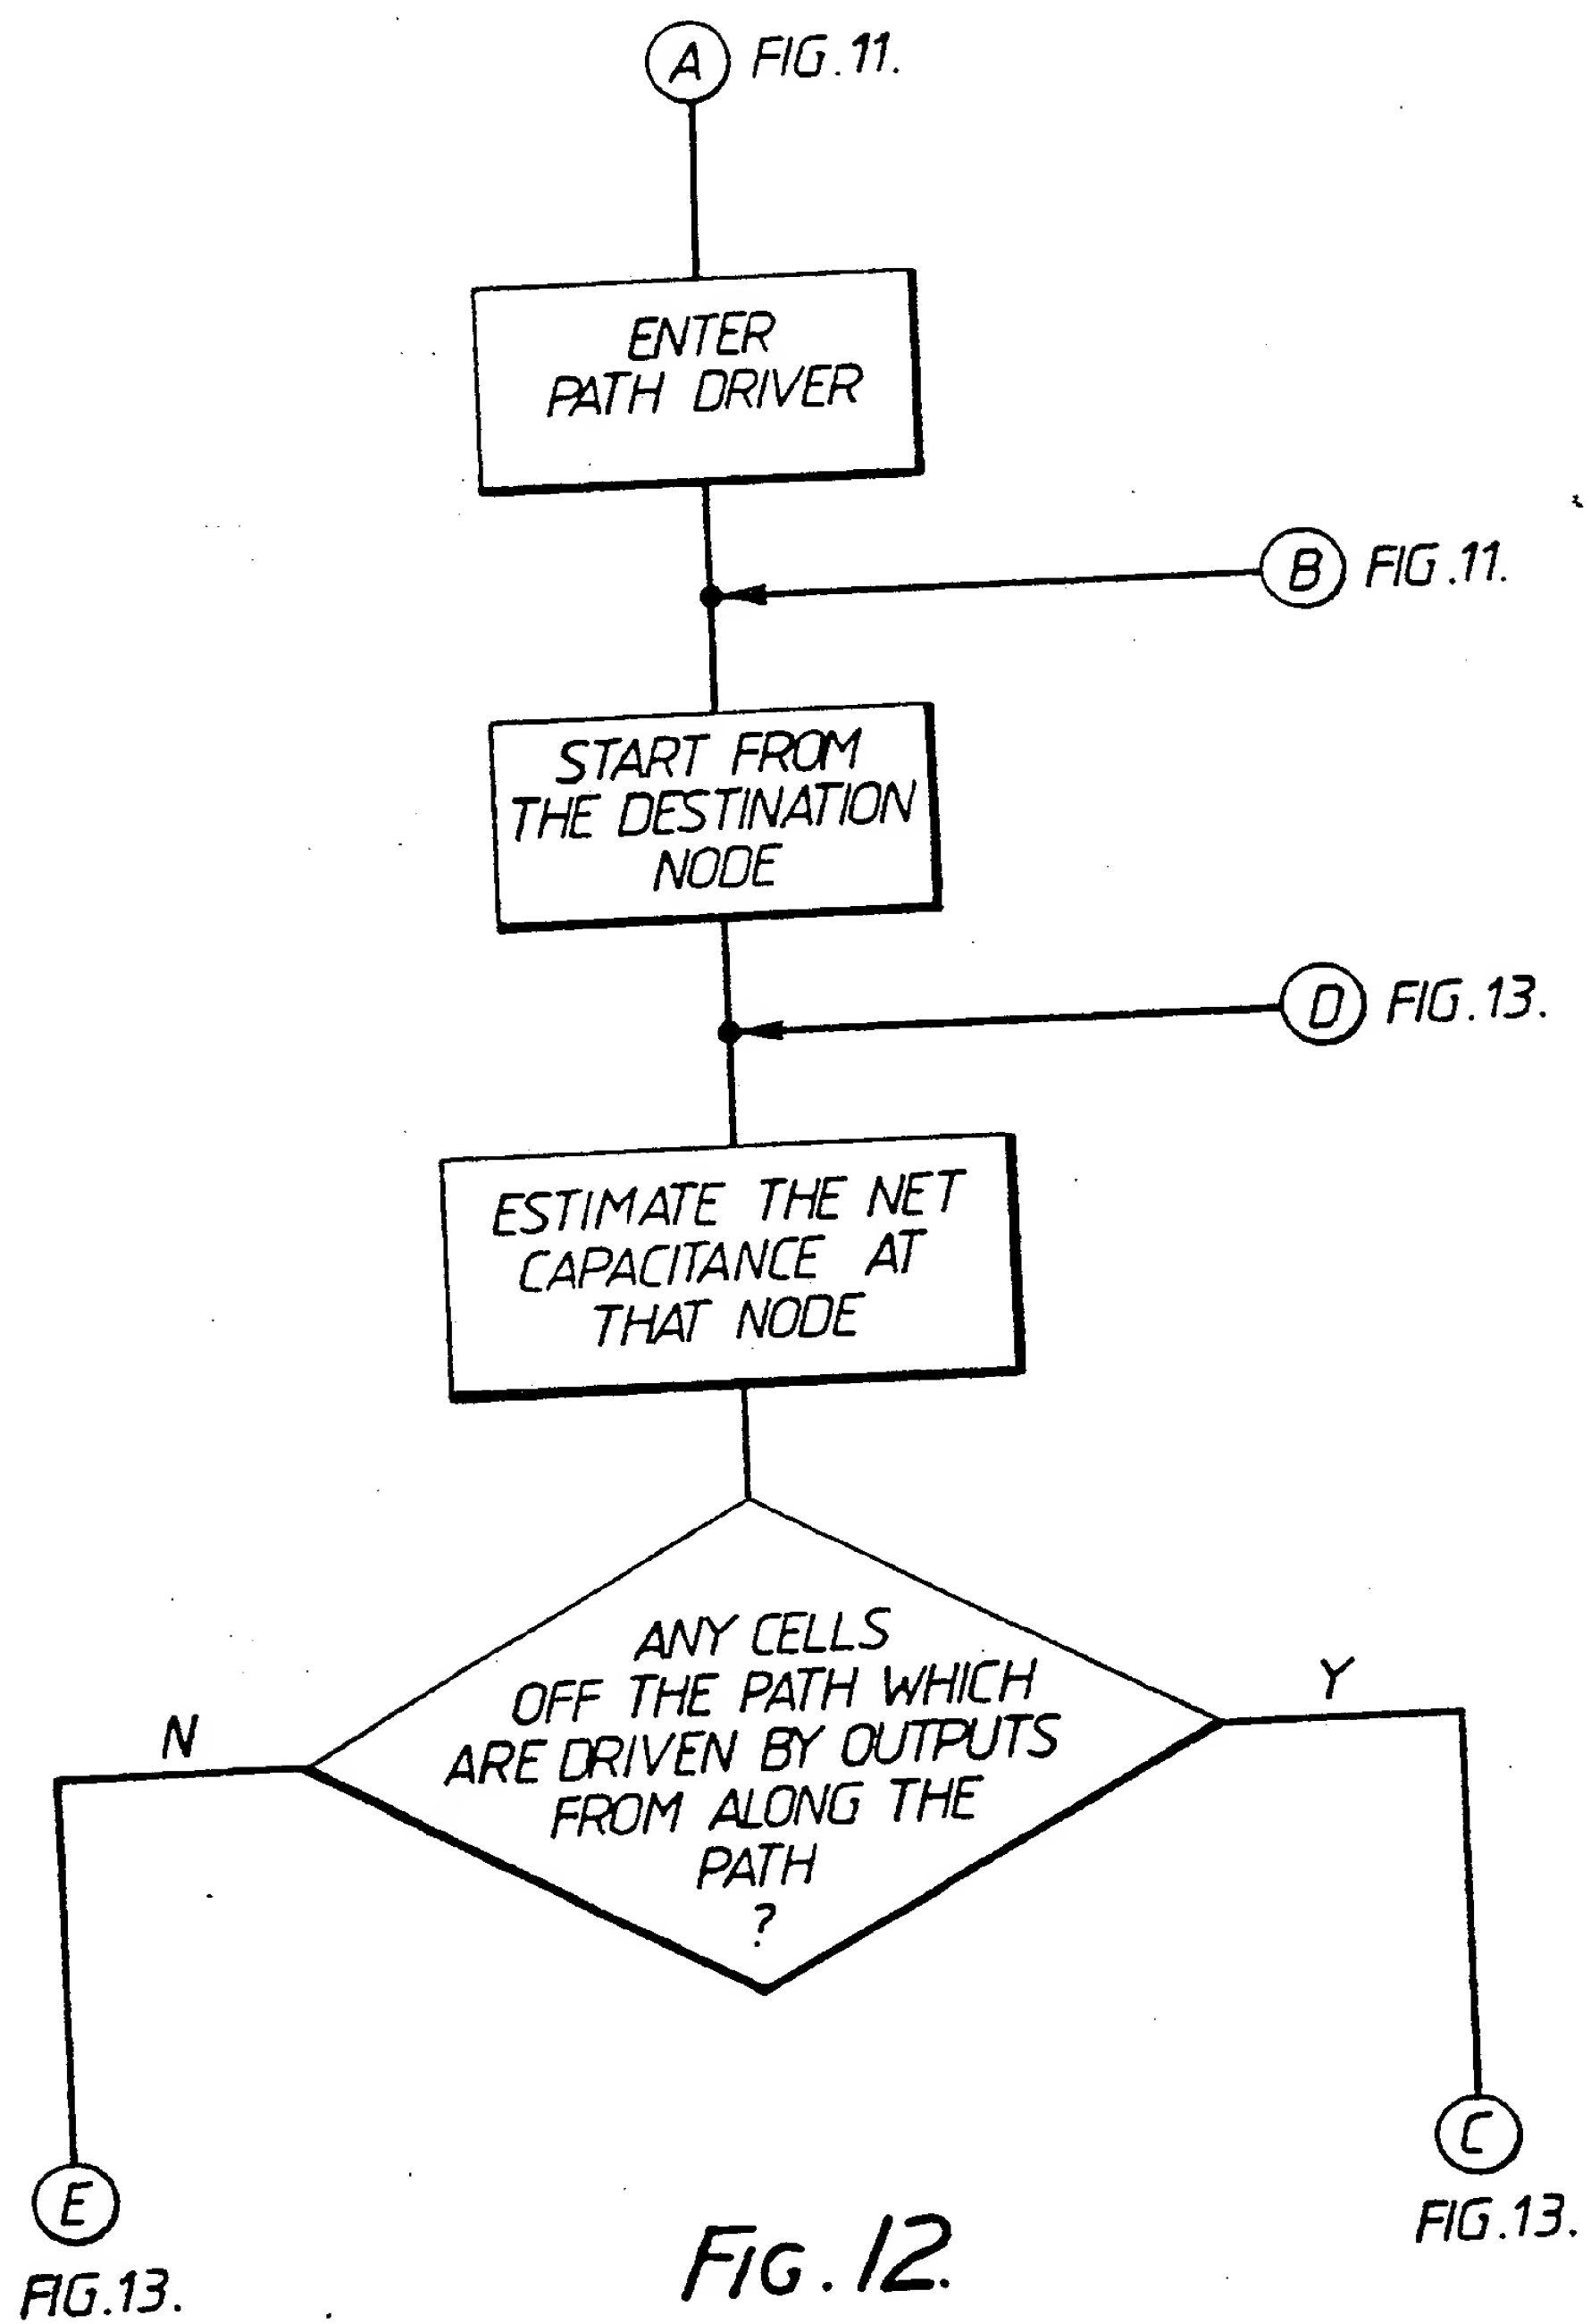 A FIG.11.
ENTER
PATH DRIVER
B FIG.11.
START FROM
THE DESTINATION
NODE
D FIG.13.
ESTIMATE THE NET
CAPACITANCE AT
THAT NODE
ANY CELLS
OFF THE PATH WHICH
ARE DRIVEN BY OUTPUTS
FROM ALONG THE
PATH
?
N
Y
E
FIG.13.
C
FIG.13.
FIG.12.